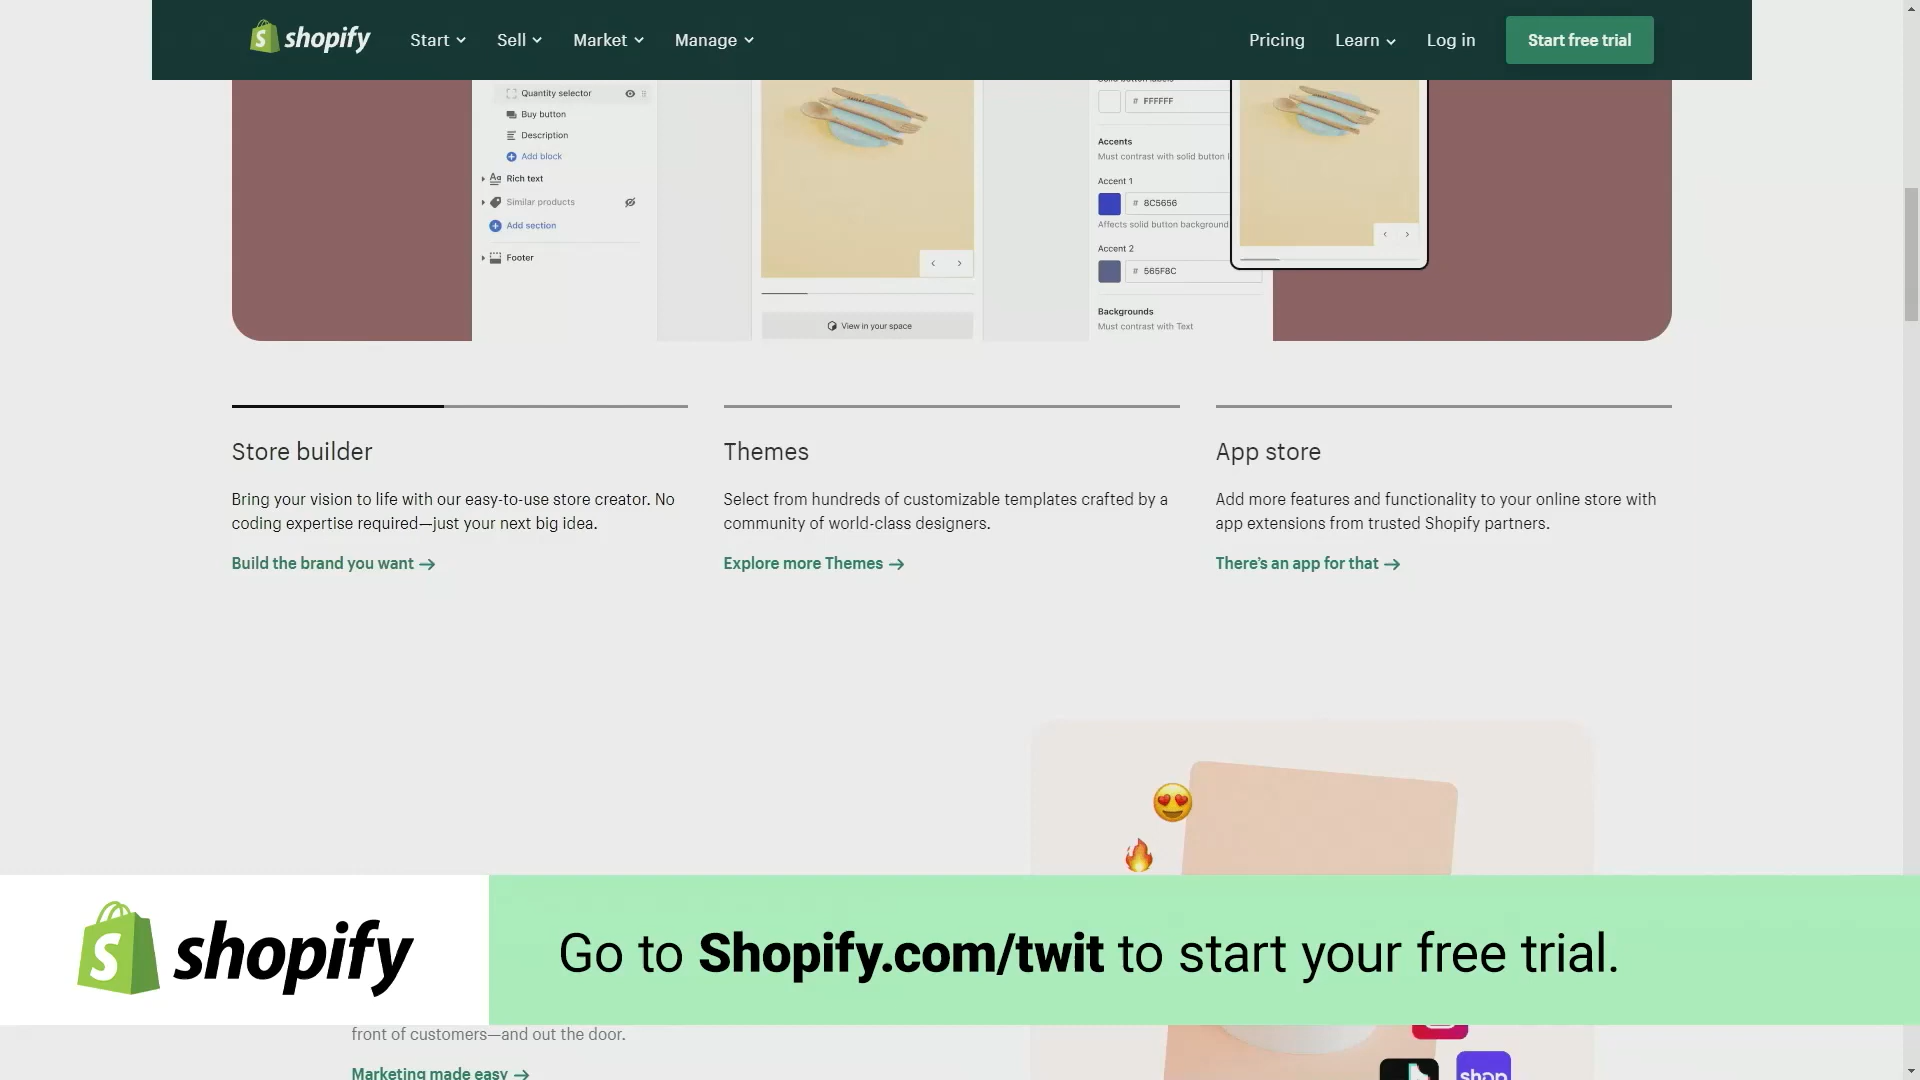 shopify
Start
Sell
Market
Manage
Pricing
Learn
Log in
Start free trial
Quantity selector
Buy button
Description
Add block
Aa Rich text
Similar products
Add section
Footer
View in your space
# FFFFFF
Accents
Must contrast with solid button
Accent 1
# 8C5656
Affects solid button background
Accent 2
# 565F8C
Backgrounds
Must contrast with Text
Store builder
Bring your vision to life with our easy-to-use store creator. No
coding expertise required—just your next big idea.
Build the brand you want →
Themes
Select from hundreds of customizable templates crafted by a
community of world-class designers.
Explore more Themes →
App store
Add more features and functionality to your online store with
app extensions from trusted Shopify partners.
There's an app for that →
shopify
Go to Shopify.com/twit to start your free trial.
front of customers—and out the door.
Marketing made easy →
shop